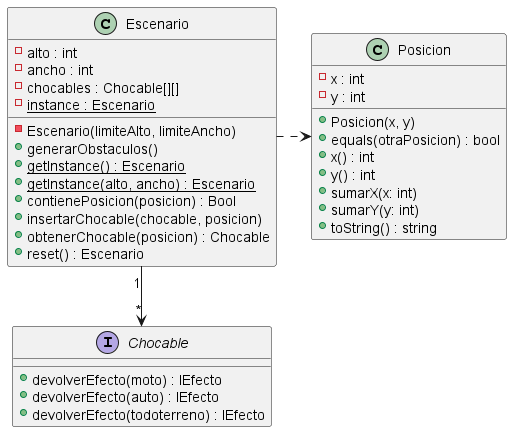 C Escenario
alto : int
ancho : int
chocables : Chocable[][]
instance : Escenario
Escenario(limiteAlto, limiteAncho)
generarObstaculos()
getInstance() : Escenario
getInstance(alto, ancho) : Escenario
contienePosicion(posicion) : Bool
insertarChocable(chocable, posicion)
obtenerChocable(posicion) : Chocable
reset() : Escenario
C Posicion
x : int
y : int
Posicion(x, y)
equals(otraPosicion) : bool
x() : int
y() : int
sumarX(x: int)
sumarY(y: int)
toString() : string
1
*
I Chocable
devolverEfecto(moto) : IEfecto
devolverEfecto(auto) : IEfecto
devolverEfecto(todoterreno) : IEfecto